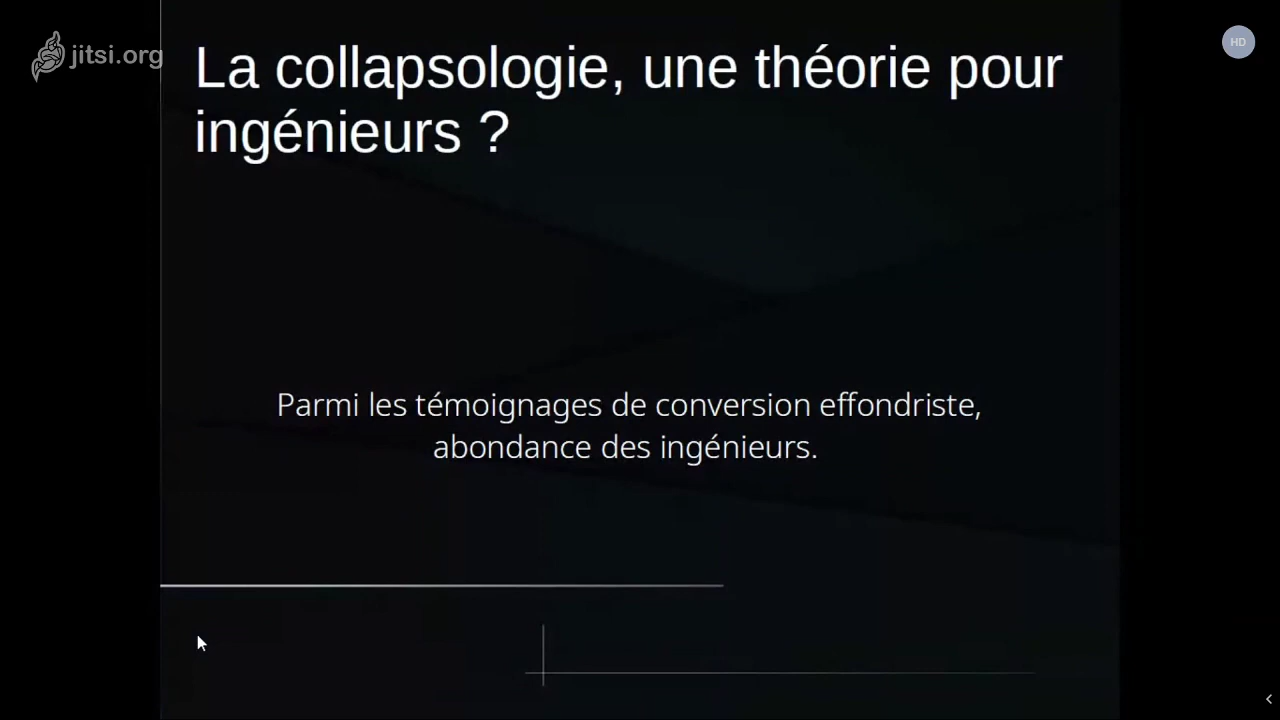 jitsi.org
HD
La collapsologie, une théorie pour
ingénieurs ?
Parmi les témoignages de conversion effondriste,
abondance des ingénieurs.